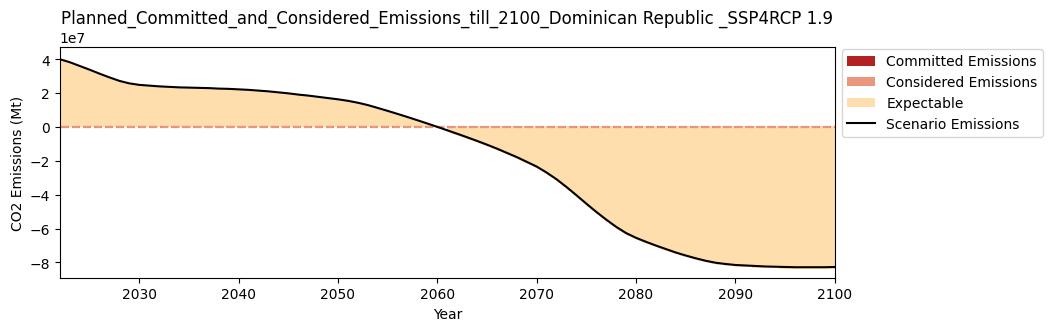 Planned_Committed_and_Considered_Emissions_till_2100_Dominican Republic _SSP4RCP 1.9
1e7
4
2
0
−2
−4
−6
−8
CO2 Emissions (Mt)
2030 2040 2050 2060 2070 2080 2090 2100
Year
Committed Emissions
Considered Emissions
Expectable
Scenario Emissions